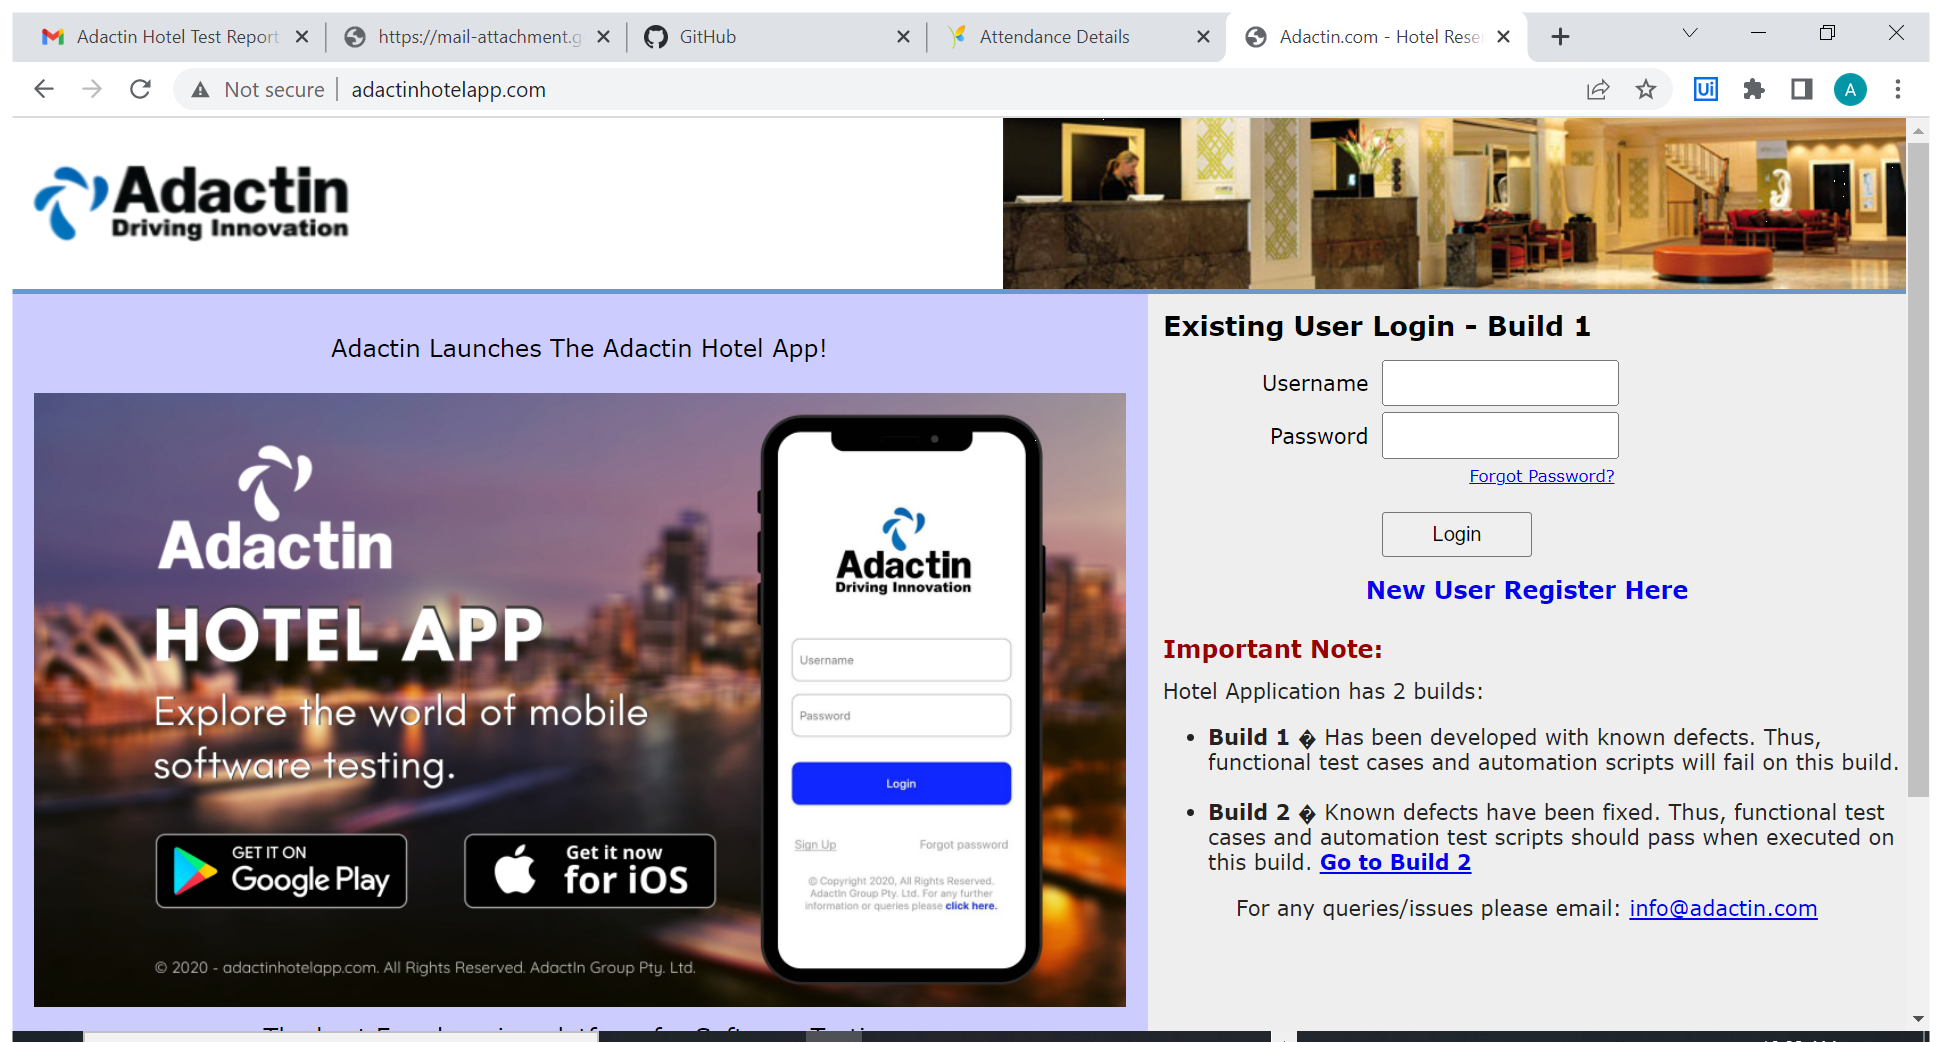 Adactin Hotel Test Report
https://mail-attachment.g
GitHub
Attendance Details
Adactin.com - Hotel Rese
Not secure
adactinhotelapp.com
Ui
A
Adactin
Driving Innovation
Adactin Launches The Adactin Hotel App!
Adactin
HOTEL APP
Explore the world of mobile
software testing.
GET IT ON
Google Play
Get it now
for iOS
© 2020 - adactinhotelapp.com. All Rights Reserved. AdactIn Group Pty. Ltd.
Adactin
Driving Innovation
Username
Password
Login
Sign Up Forgot password
© Copyright 2020, All Rights Reserved.
AdactIn Group Pty. Ltd. For any further
information or queries please click here.
Existing User Login - Build 1
Username
Password
Forgot Password?
Login
New User Register Here
Important Note:
Hotel Application has 2 builds:
• Build 1 � Has been developed with known defects. Thus,
functional test cases and automation scripts will fail on this build.
• Build 2 � Known defects have been fixed. Thus, functional test
cases and automation test scripts should pass when executed on
this build. Go to Build 2
For any queries/issues please email: info@adactin.com